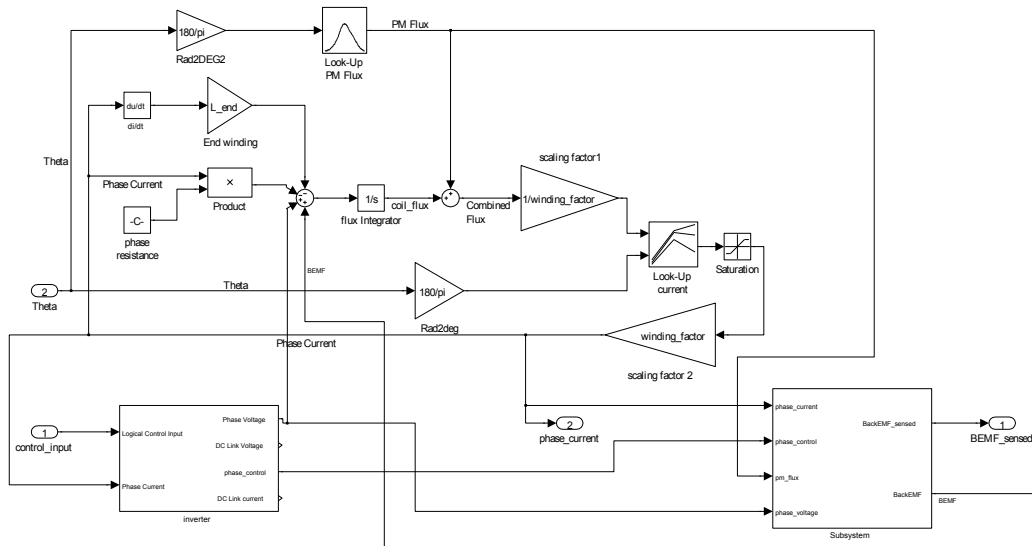 PM Flux
180/pi
Rad2DEG2
Look-Up
PM Flux
du/dt
di/dt
L_end
End winding
Theta
scaling factor1
Phase Current
×
Product
1/s
flux Integrator
coil_flux
Combined
Flux
1/winding_factor
-C-
phase
resistance
BEMF
Look-Up
current
Saturation
2
Theta
Theta
180/pi
Rad2deg
Phase Current
winding_factor
scaling factor 2
1
control_input
Logical Control Input
Phase Current
Phase Voltage
DC Link Voltage
phase_control
DC Link current
inverter
2
phase_current
phase_current
phase_control
pm_flux
phase_voltage
BackEMF_sensed
BackEMF
Subsystem
1
BEMF_sensed
BEMF